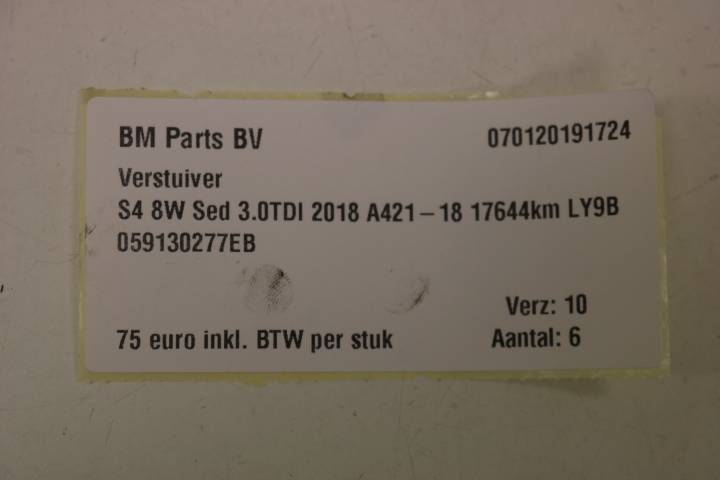 BM Parts BV 070120191724
Verstuiver
S4 8W Sed 3.0TDI 2018 A421 – 18 17644km LY9B
059130277EB
Verz: 10
75 euro inkl. BTW per stuk Aantal: 6